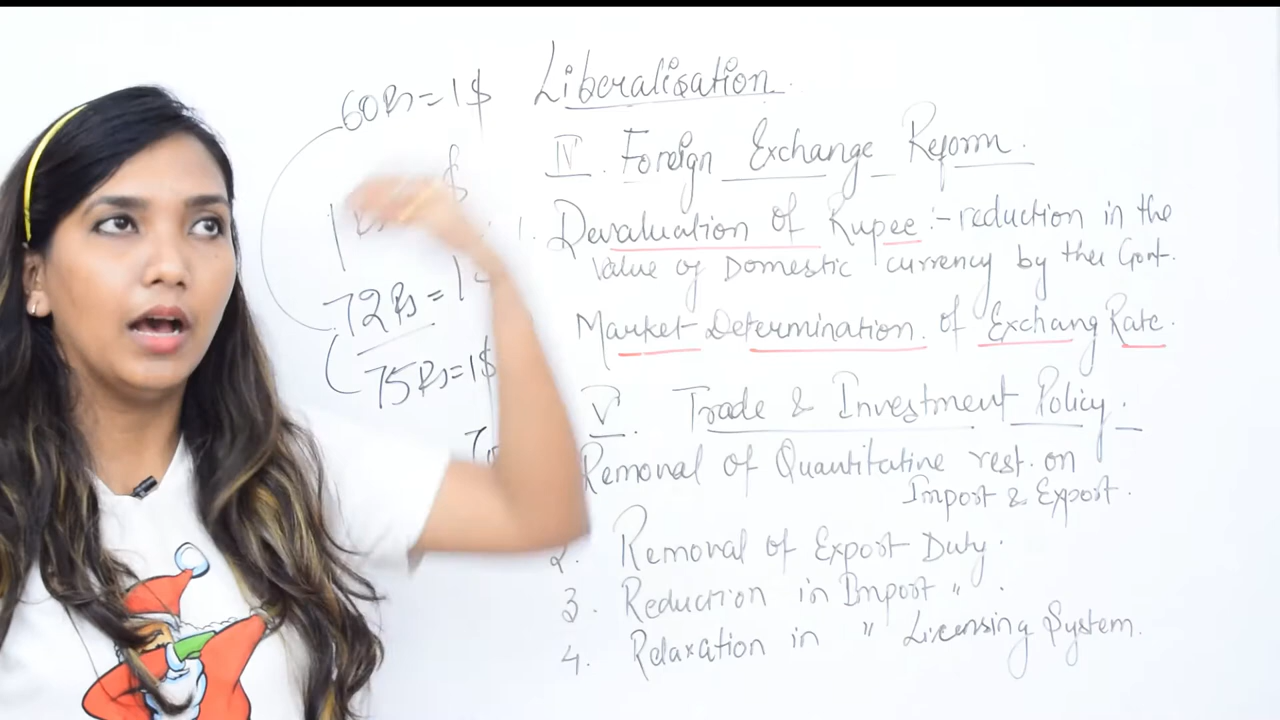 60Rs=1$
$
72Rs=1
75Rs=1$
Liberalisation.
IV. Foreign Exchange Reform.
1. Devaluation of Rupee:-reduction in the
Value of Domestic currency by thee Govt.
Market Determination of Exchang Rate.
V. Trade & Investment Policy.
Removal of Quantitative rest. on
Import & Export.
2. Removal of Export Duty.
3. Reduction in Import " .
4. Relaxation in " Licensing System.